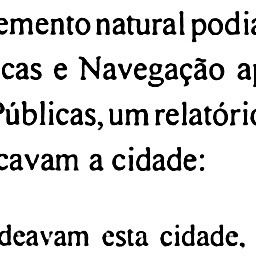 emento natural podia
cas e Navegação ap
Públicas, um relatório
cavam a cidade:
deavam esta cidade.